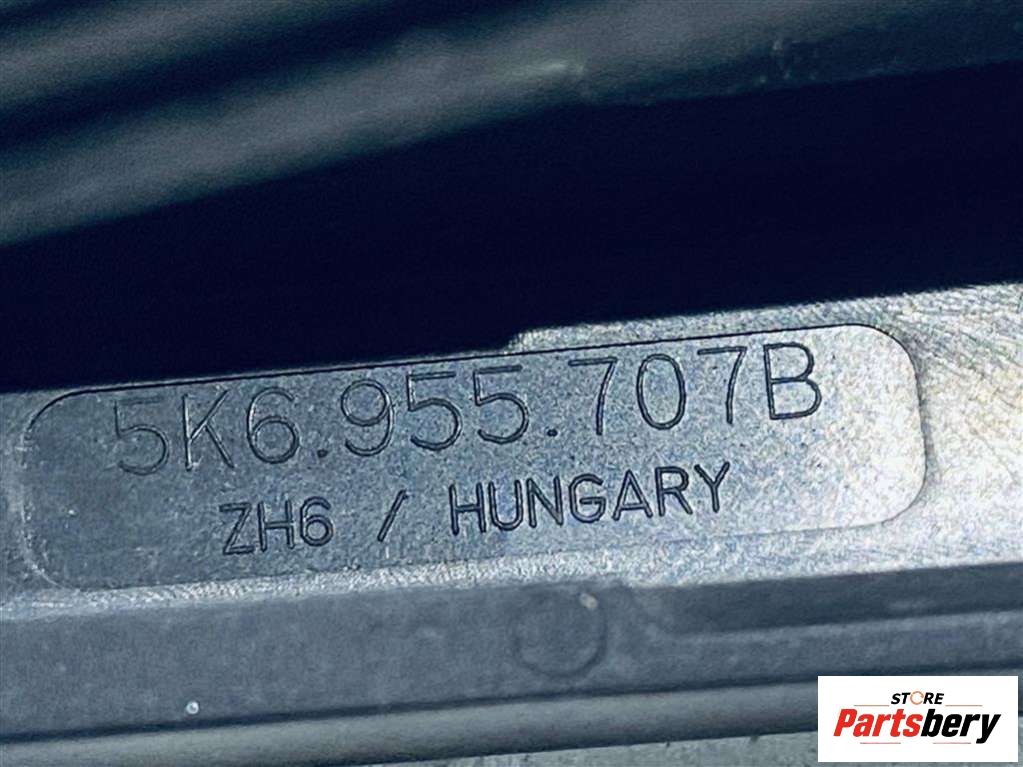 5K6.955.707B
ZH6 / HUNGARY
STORE
Partsbery